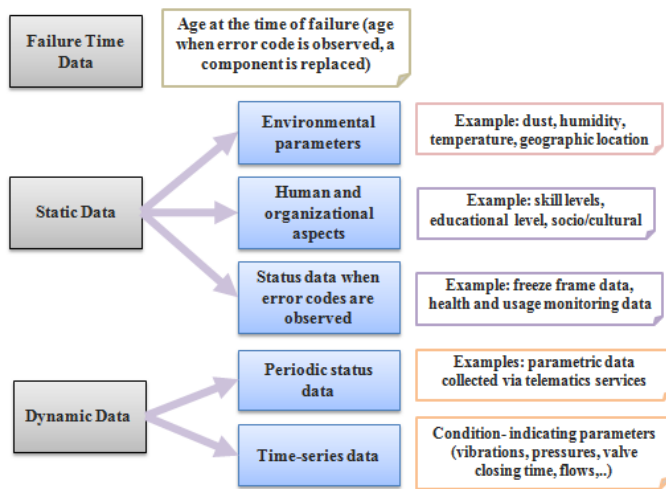 Failure Time
Data
Age at the time of failure (age
when error code is observed, a
component is replaced)
Static Data
Environmental
parameters
Example: dust, humidity,
temperature, geographic location
Human and
organizational
aspects
Example: skill levels,
educational level, socio/cultural
Status data when
error codes are
observed
Example: freeze frame data,
health and usage monitoring data
Dynamic Data
Periodic status
data
Examples: parametric data
collected via telematics services
Time-series data
Condition- indicating parameters
(vibrations, pressures, valve
closing time, flows,..)